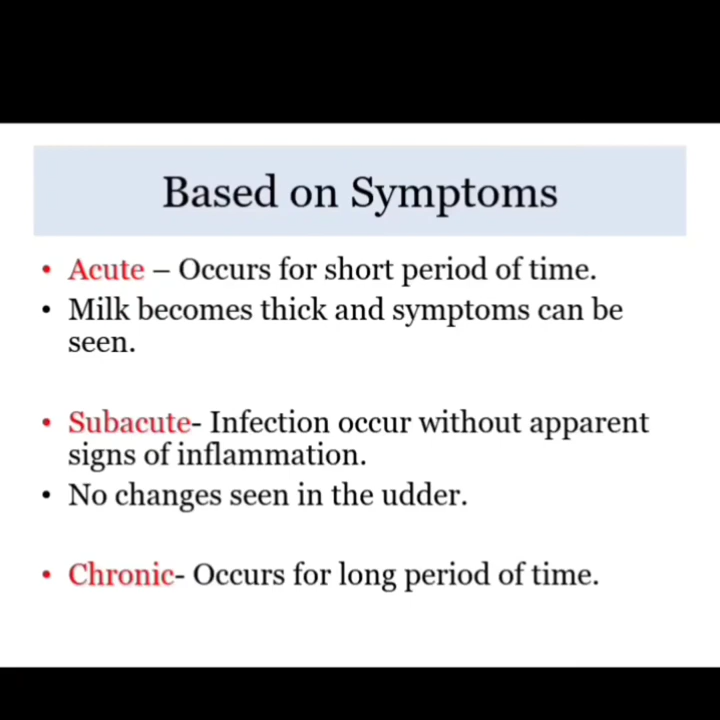 Based on Symptoms
• Acute – Occurs for short period of time.
• Milk becomes thick and symptoms can be
seen.
• Subacute- Infection occur without apparent
signs of inflammation.
• No changes seen in the udder.
• Chronic- Occurs for long period of time.